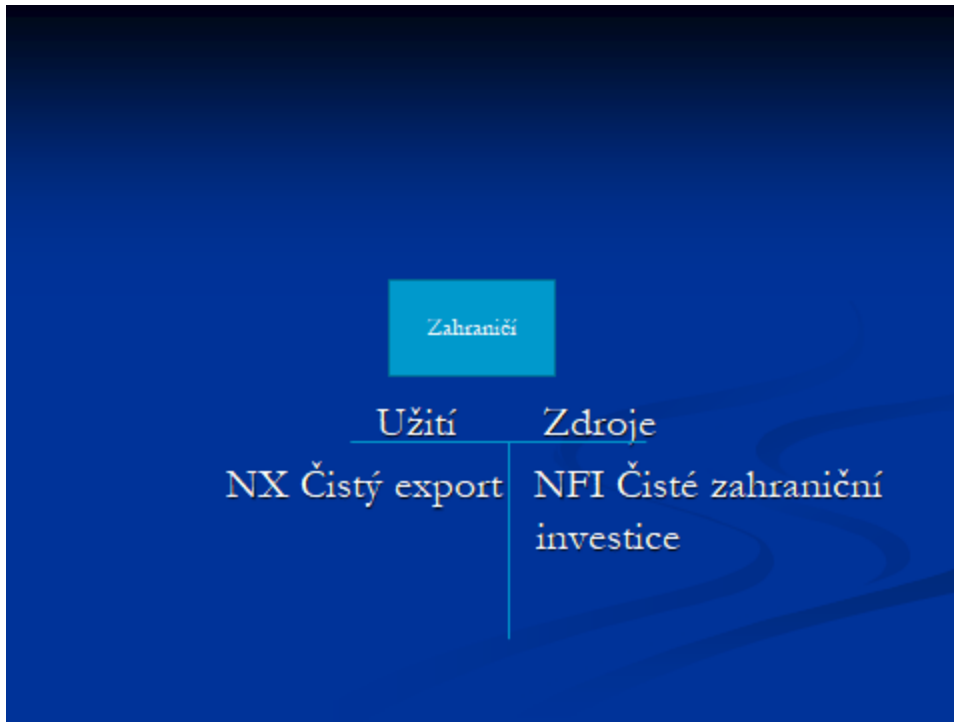 Zahraničí
Užití Zdroje
NX Čistý export NFI Čisté zahraniční
investice